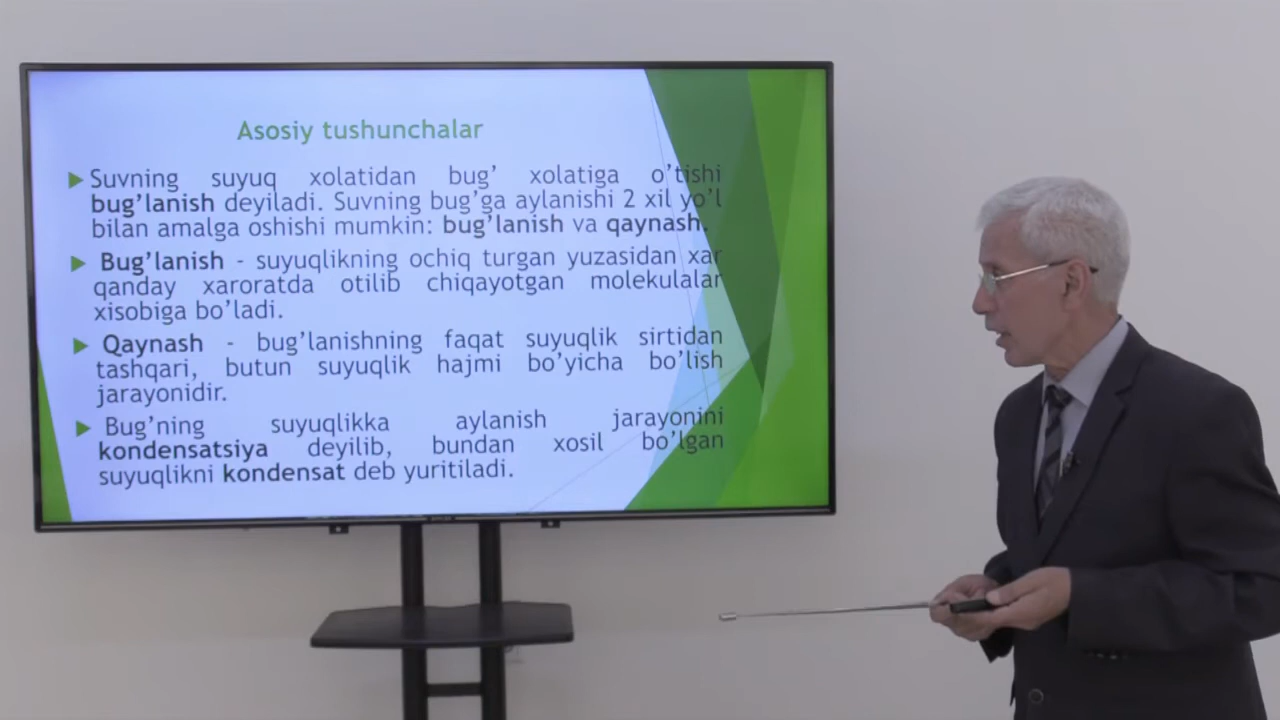 Asosiy tushunchalar
Suvning suyuq xolatidan bug' xolatiga o'tishi
bug'lanish deyiladi. Suvning bug'ga aylanishi 2 xil yo'l
bilan amalga oshishi mumkin: bug'lanish va qaynash.
Bug'lanish - suyuqlikning ochiq turgan yuzasidan xar
qanday xaroratda otilib chiqayotgan molekulalar
xisobiga bo'ladi.
Qaynash - bug'lanishning faqat suyuqlik sirtidan
tashqari, butun suyuqlik hajmi bo'yicha bo'lish
jarayonidir.
Bug'ning suyuqlikka aylanish jarayonini
kondensatsiya deyilib, bundan xosil bo'lgan
suyuqlikni kondensat deb yuritiladi.